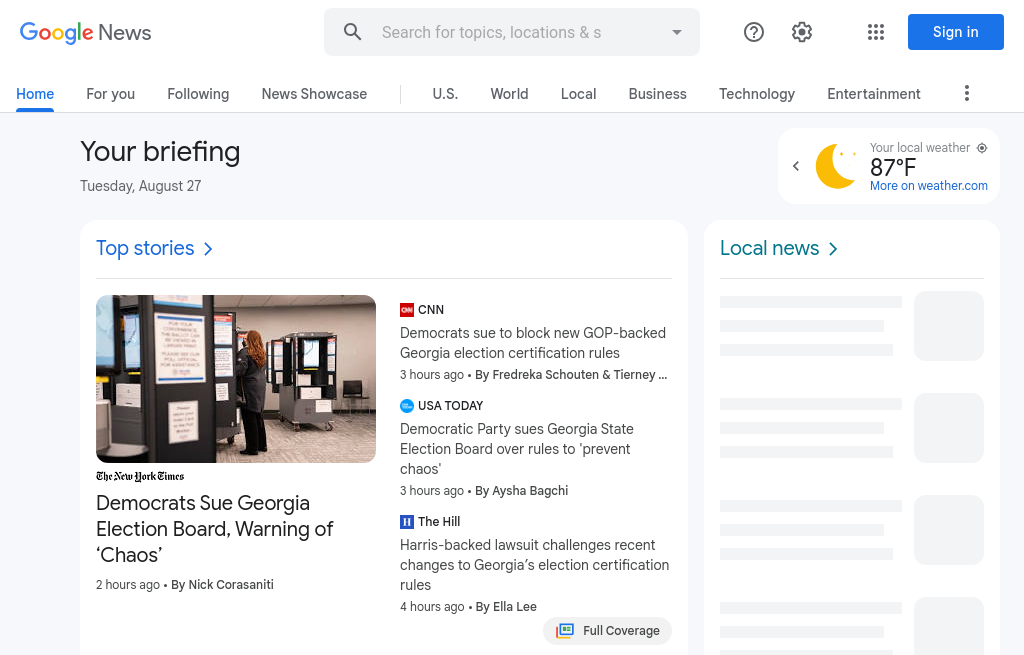 Google News
Search for topics, locations & s
Sign in
Home
For you
Following
News Showcase
U.S.
World
Local
Business
Technology
Entertainment
Your briefing
Tuesday, August 27
Your local weather
87°F
More on weather.com
Top stories
The New York Times
Democrats Sue Georgia
Election Board, Warning of
‘Chaos’
2 hours ago • By Nick Corasaniti
CNN
Democrats sue to block new GOP-backed
Georgia election certification rules
3 hours ago • By Fredreka Schouten & Tierney ...
USA TODAY
Democratic Party sues Georgia State
Election Board over rules to 'prevent
chaos'
3 hours ago • By Aysha Bagchi
H The Hill
Harris-backed lawsuit challenges recent
changes to Georgia’s election certification
rules
4 hours ago • By Ella Lee
Full Coverage
Local news